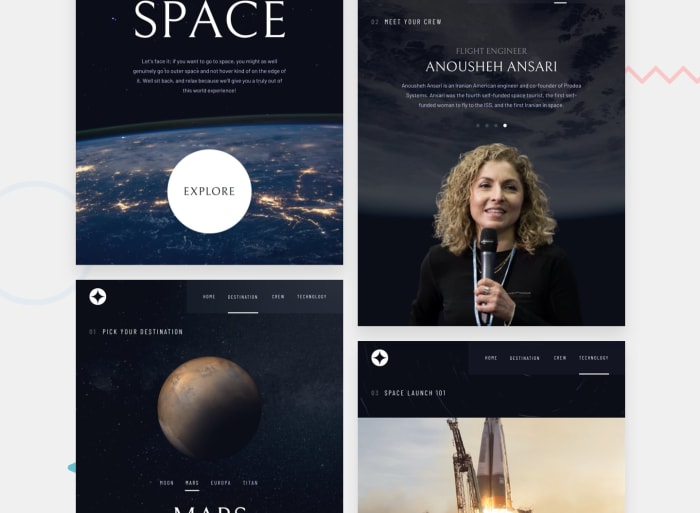 SPACE
Let's face it; if you want to go to space, you might as well
genuinely go to outer space and not hover kind of on the edge of
it. Well sit back, and relax because we'll give you a truly out of
this world experience!
EXPLORE
HOME DESTINATION CREW TECHNOLOGY
01 PICK YOUR DESTINATION
MOON MARS EUROPA TITAN
MARS
02 MEET YOUR CREW
FLIGHT ENGINEER
ANOUSHEH ANSARI
Anousheh Ansari is an Iranian American engineer and co-founder of Prodea
Systems. Ansari was the fourth self-funded space tourist, the first self-
funded woman to fly to the ISS, and the first Iranian in space.
HOME DESTINATION CREW TECHNOLOGY
03 SPACE LAUNCH 101